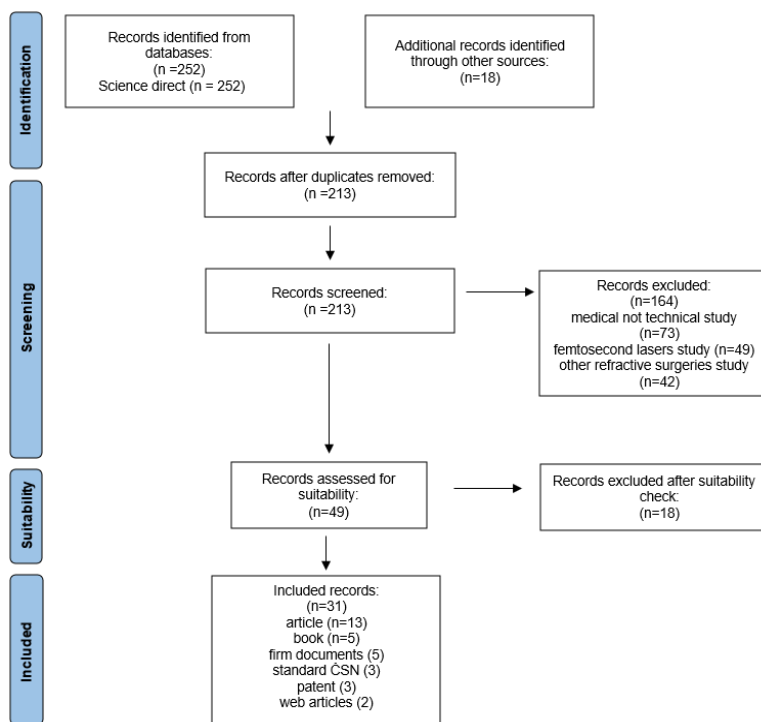 Identification
Records identified from
databases:
(n =252)
Science direct (n = 252)
Additional records identified
through other sources:
(n=18)
Records after duplicates removed:
(n =213)
Screening
Records screened:
(n =213)
Records excluded:
(n=164)
medical not technical study
(n=73)
femtosecond lasers study (n=49)
other refractive surgeries study
(n=42)
Suitability
Records assessed for
suitability:
(n=49)
Records excluded after suitability
check:
(n=18)
Included
Included records:
(n=31)
article (n=13)
book (n=5)
firm documents (5)
standard ČSN (3)
patent (3)
web articles (2)